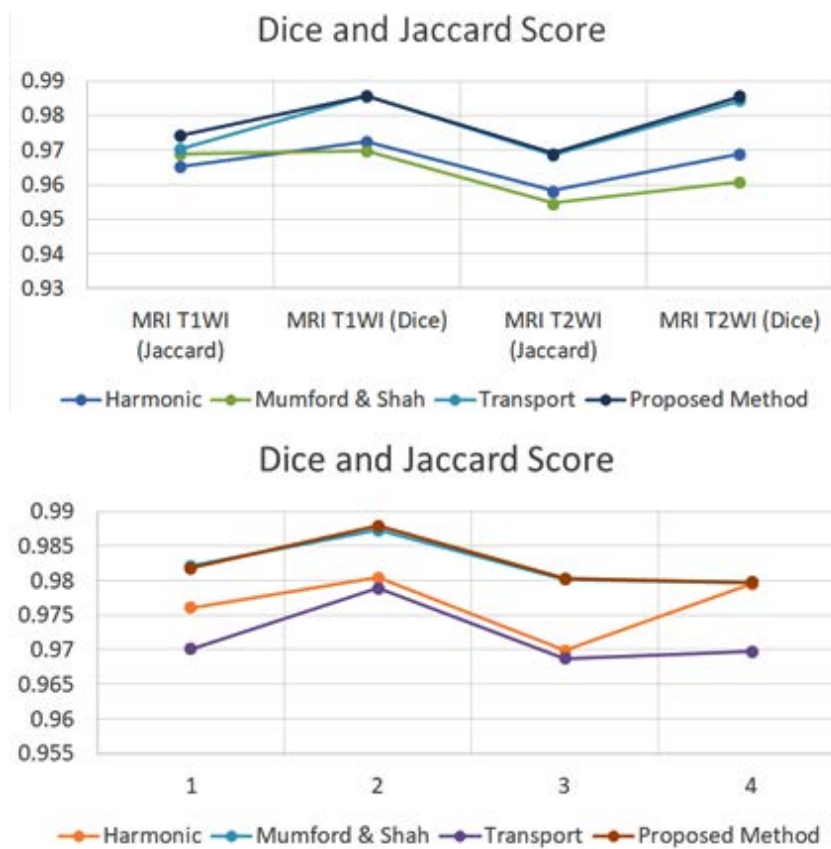 Dice and Jaccard Score
0.99
0.98
0.97
0.96
0.95
0.94
0.93
MRI T1WI (Jaccard)
MRI T1WI (Dice)
MRI T2WI (Jaccard)
MRI T2WI (Dice)
Harmonic Mumford & Shah Transport Proposed Method
Dice and Jaccard Score
0.99
0.985
0.98
0.975
0.97
0.965
0.96
0.955
1 2 3 4
Harmonic Mumford & Shah Transport Proposed Method